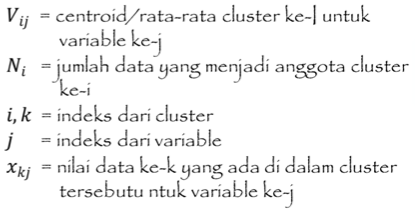 V_ij = centroid/rata-rata cluster ke-I untuk
variable ke-j
N_i = jumlah data yang menjadi anggota cluster
ke-i
i, k = indeks dari cluster
j = indeks dari variable
x_kj = nilai data ke-k yang ada di dalam cluster
tersebutu ntuk variable ke-j